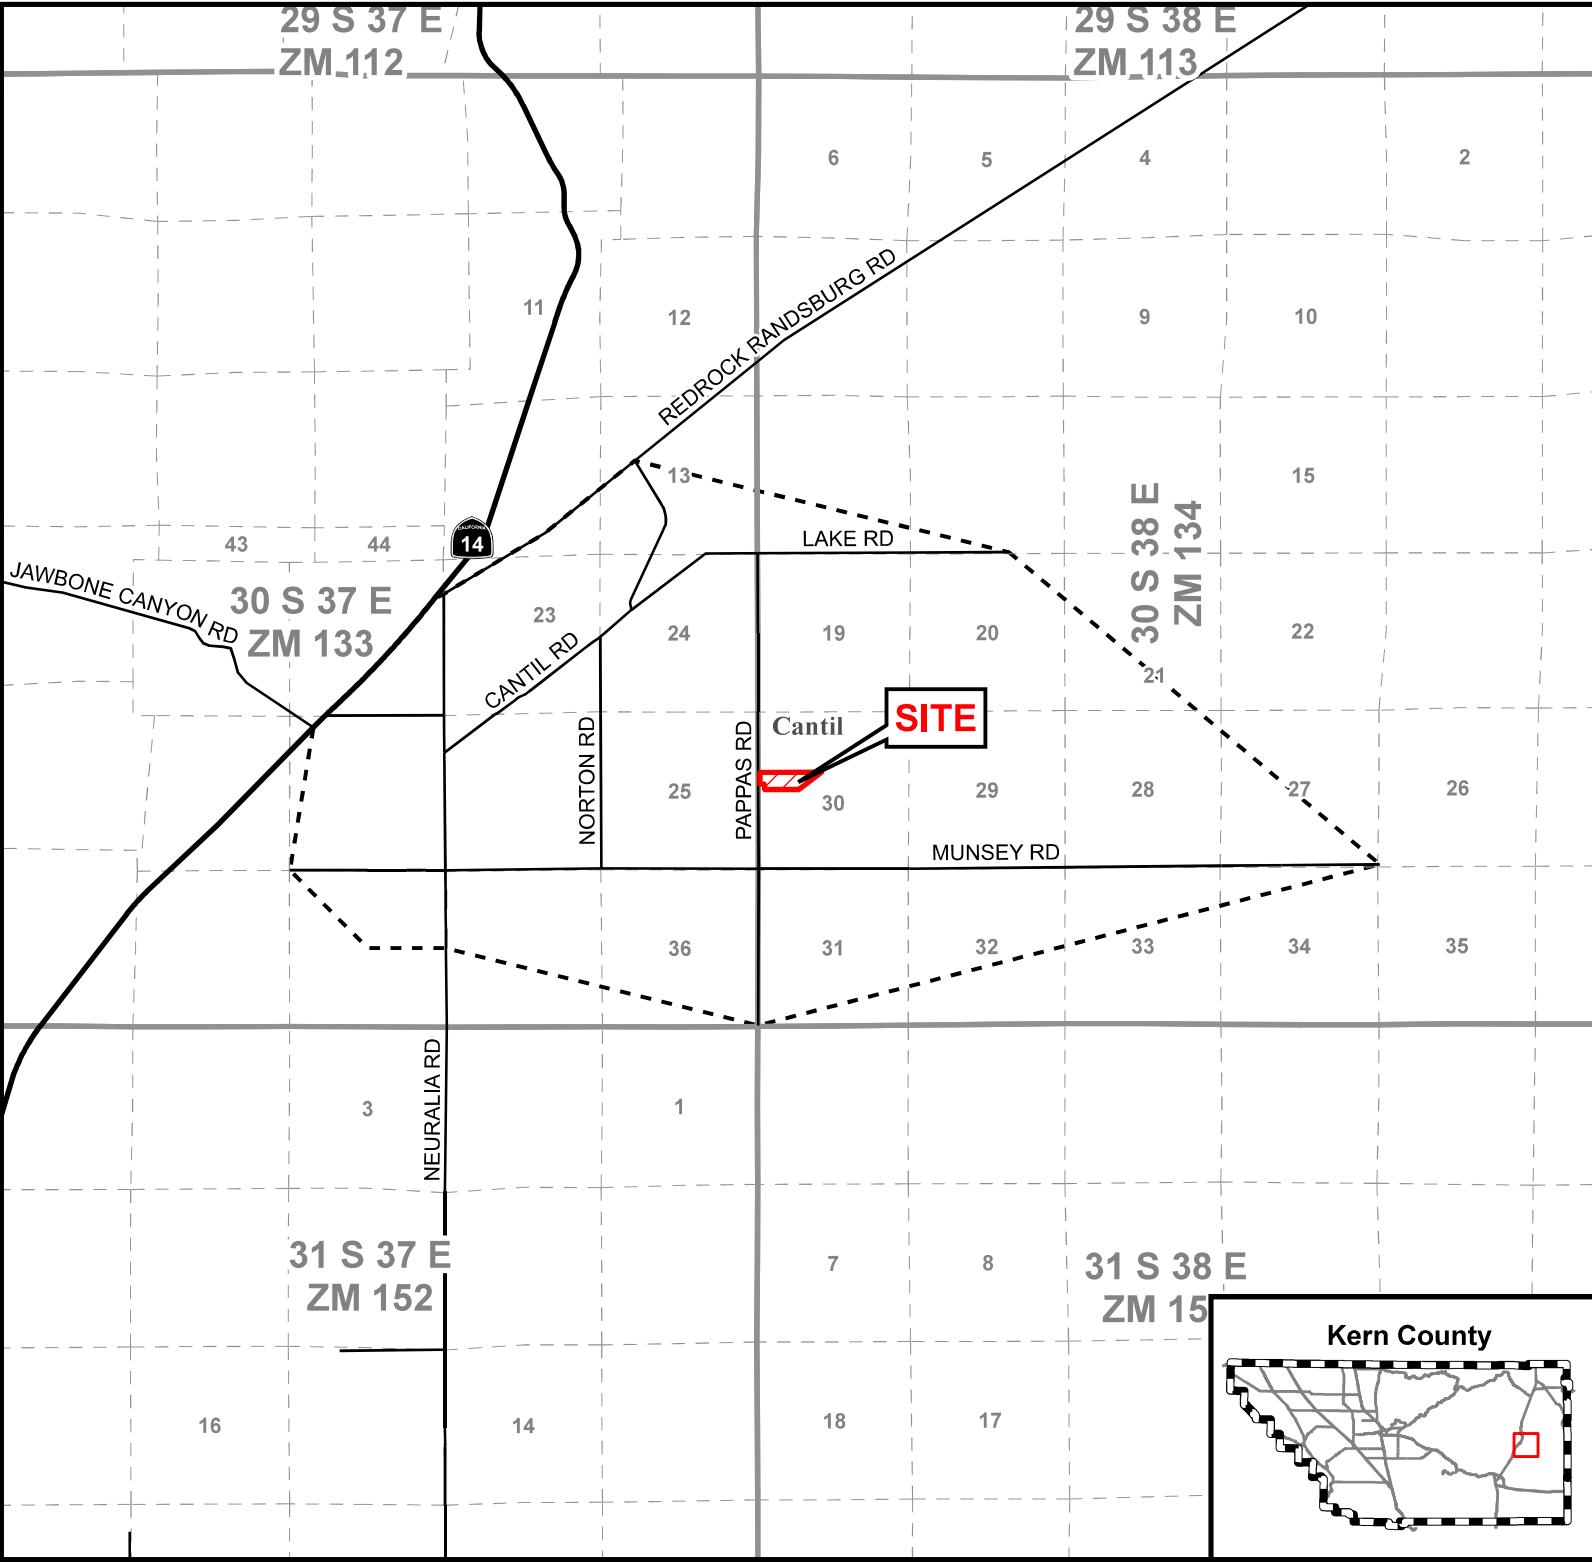 29 S 37 E
ZM 112
29 S 38 E
ZM 113
6
5
4
2
REDROCK RANDSBURG RD
11
12
9
10
13
15
CALIFORNIA
14
43
44
LAKE RD
30 S 38 E
ZM 134
JAWBONE CANYON RD
30 S 37 E
ZM 133
23
24
19
20
22
CANTIL RD
21
Cantil
SITE
NORTON RD
PAPPAS RD
25
30
29
28
27
26
MUNSEY RD
36
31
32
33
34
35
NEURALIA RD
3
1
31 S 37 E
ZM 152
7
8
31 S 38 E
ZM 15
Kern County
16
14
18
17